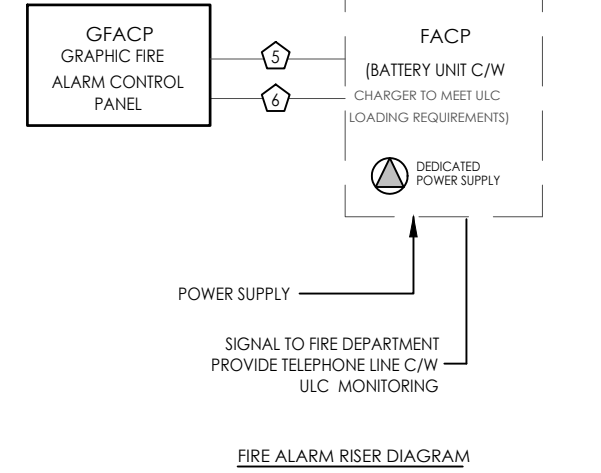 GFACP
GRAPHIC FIRE
ALARM CONTROL
PANEL
5
6
FACP
(BATTERY UNIT C/W
CHARGER TO MEET ULC
LOADING REQUIREMENTS)
DEDICATED
POWER SUPPLY
POWER SUPPLY
SIGNAL TO FIRE DEPARTMENT
PROVIDE TELEPHONE LINE C/W
ULC MONITORING
FIRE ALARM RISER DIAGRAM